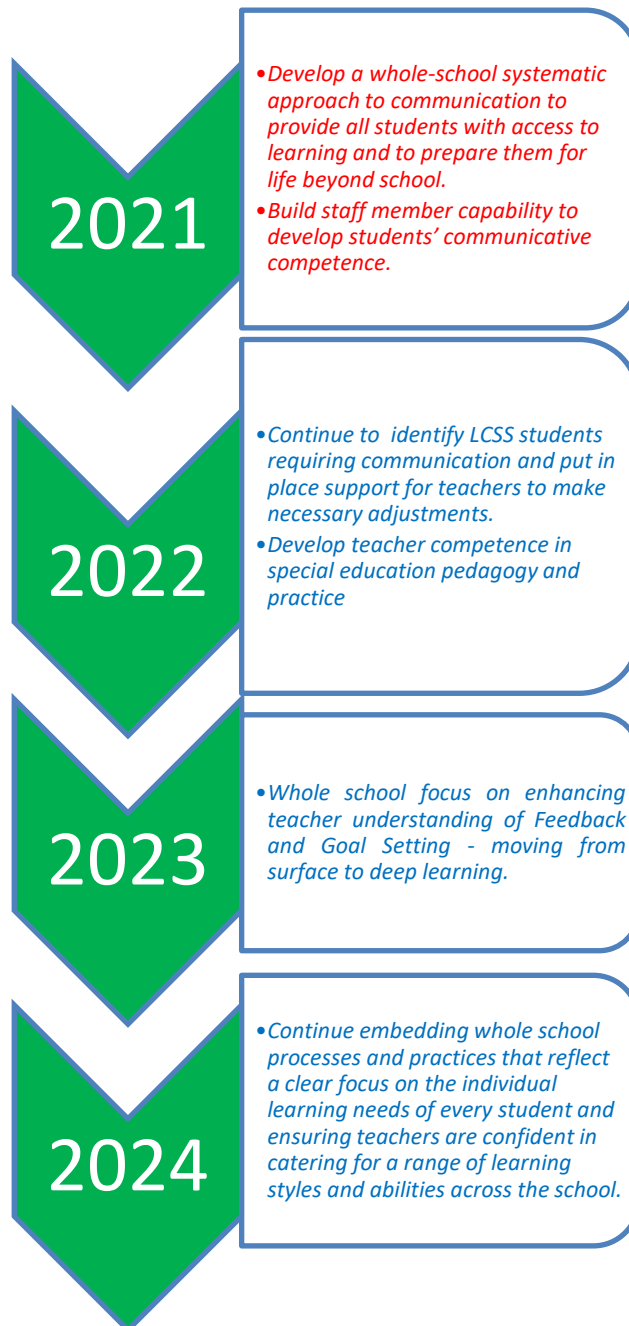 2021
•Develop a whole-school systematic
approach to communication to
provide all students with access to
learning and to prepare them for
life beyond school.
•Build staff member capability to
develop students’ communicative
competence.
2022
•Continue to  identify LCSS students
requiring communication and put in
place support for teachers to make
necessary adjustments.
•Develop teacher competence in
special education pedagogy and
practice
2023
•Whole school focus on enhancing
teacher understanding of Feedback
and Goal Setting - moving from
surface to deep learning.
2024
•Continue embedding whole school
processes and practices that reflect
a clear focus on the individual
learning needs of every student and
ensuring teachers are confident in
catering for a range of learning
styles and abilities across the school.